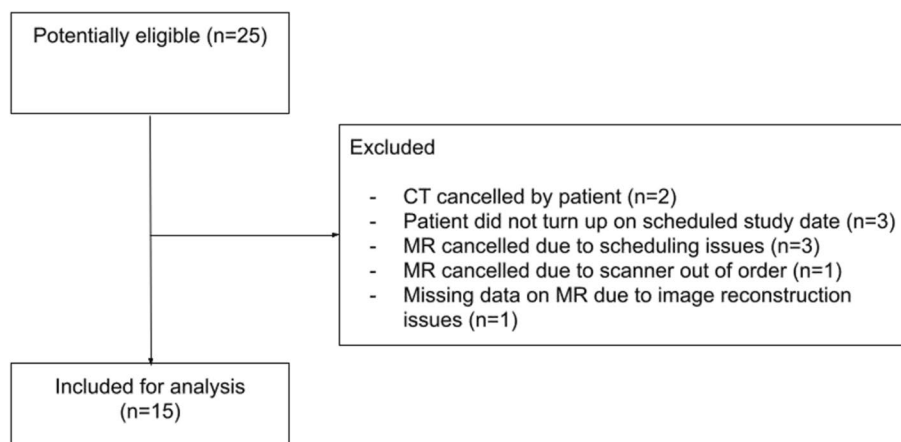 Potentially eligible (n=25)
Excluded
- CT cancelled by patient (n=2)
- Patient did not turn up on scheduled study date (n=3)
- MR cancelled due to scheduling issues (n=3)
- MR cancelled due to scanner out of order (n=1)
- Missing data on MR due to image reconstruction
issues (n=1)
Included for analysis
(n=15)